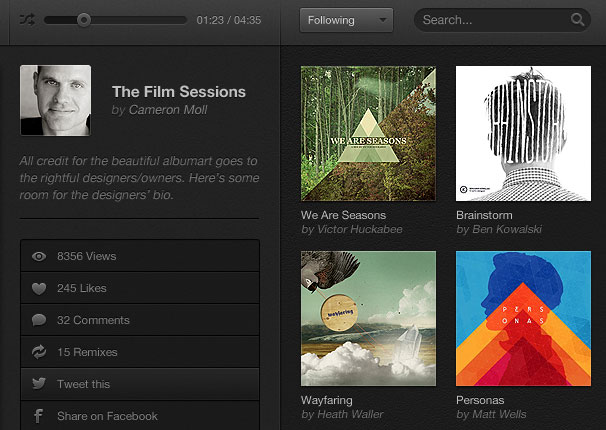 01:23 / 04:35
Following
Search...
The Film Sessions
by Cameron Moll
All credit for the beautiful albumart goes to
the rightful designers/owners. Here's some
room for the designers' bio.
8356 Views
245 Likes
32 Comments
15 Remixes
Tweet this
Share on Facebook
WE ARE SEASONS
We Are Seasons
by Victor Huckabee
BRAINSTORM
Brainstorm
by Ben Kowalski
wayfaring
Wayfaring
by Heath Waller
PERS
ONAS
Personas
by Matt Wells